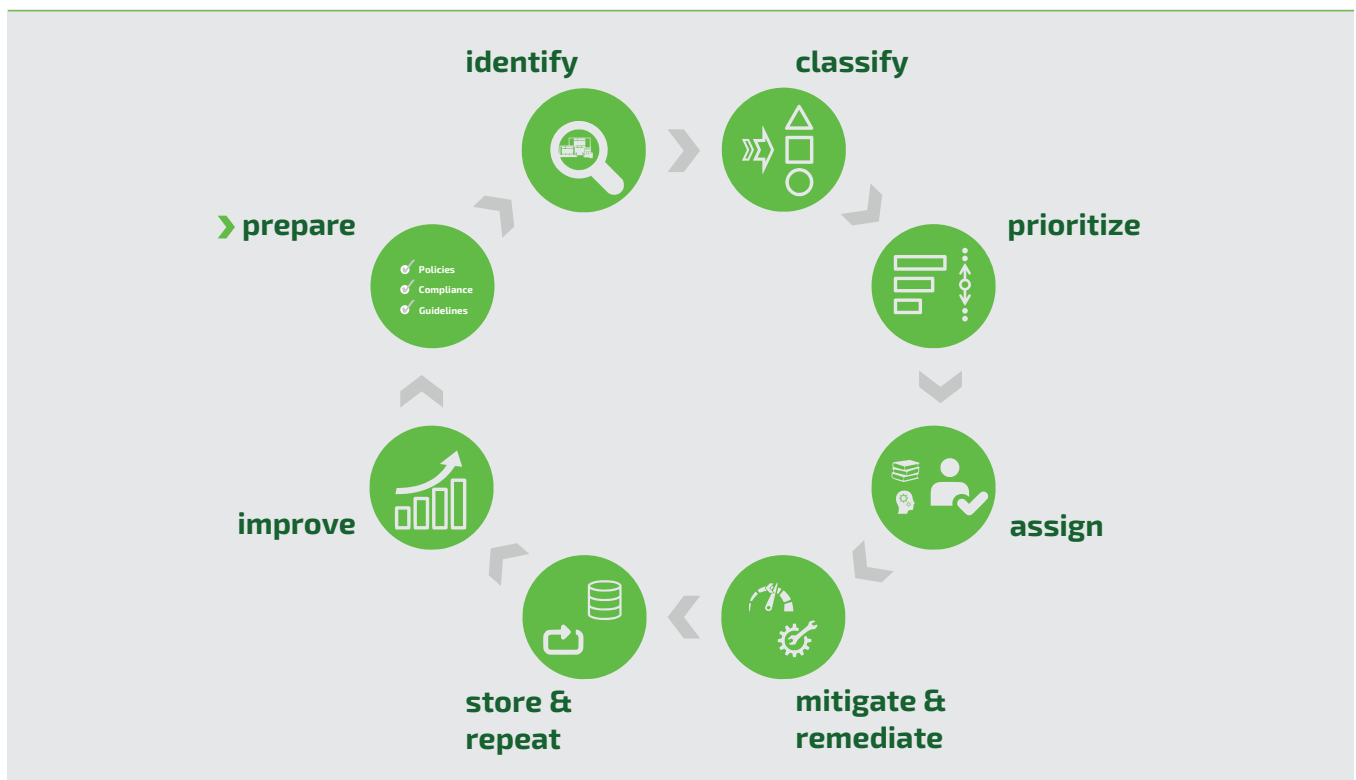 identify
classify
prepare
prioritize
Policies
Compliance
Guidelines
improve
assign
store &
repeat
mitigate &
remediate